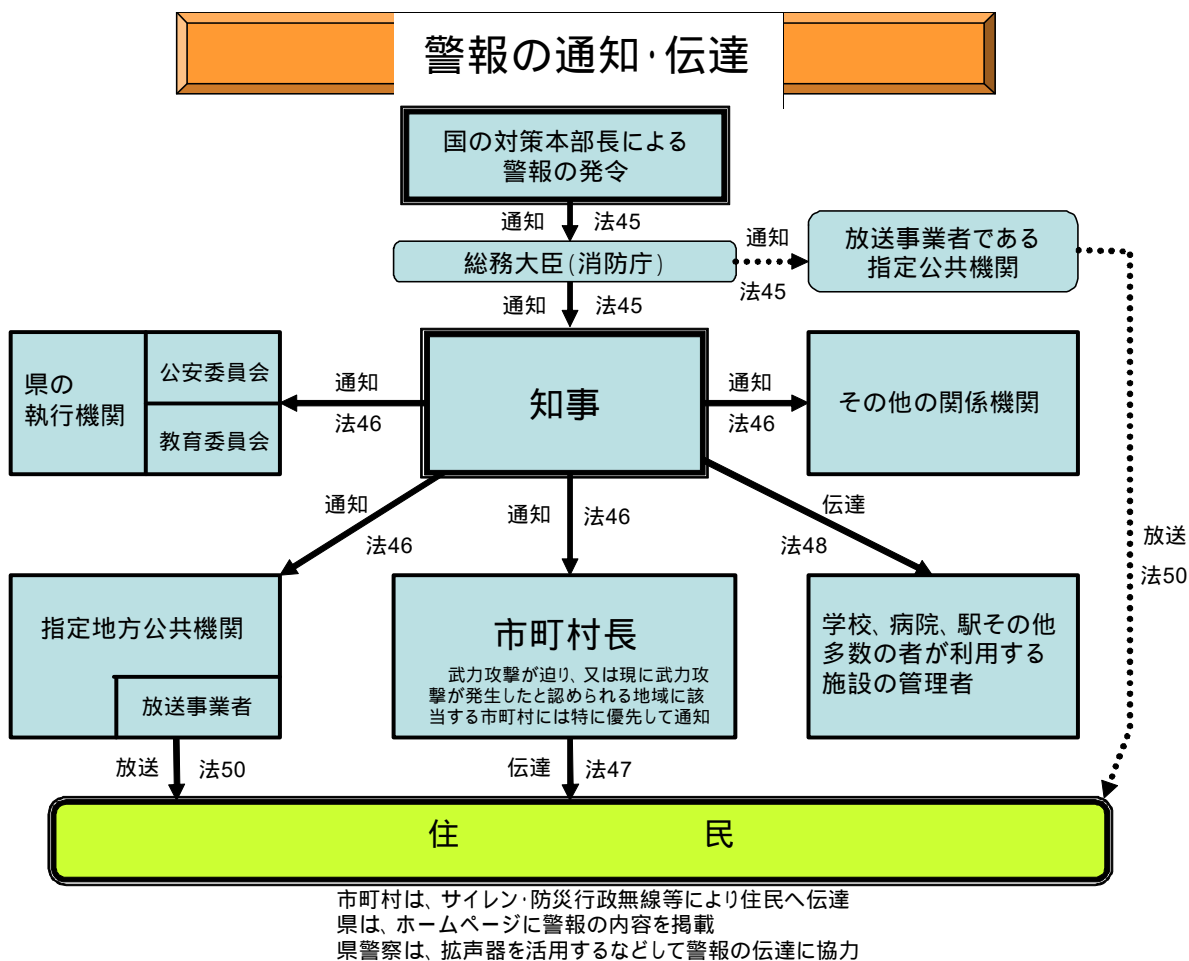 警報の通知・伝達
国の対策本部長による
警報の発令
通知 法45
総務大臣(消防庁)
通知
法45
放送事業者である
指定公共機関
通知 法45
県の
執行機関
公安委員会
教育委員会
通知
法46
知事
通知
法46
その他の関係機関
通知
法46
通知 法46
伝達
法48
放送
法50
指定地方公共機関
放送事業者
市町村長
武力攻撃が迫り、又は現に武力攻
撃が発生したと認められる地域に該
当する市町村には特に優先して通知
学校、病院、駅その他
多数の者が利用する
施設の管理者
放送 法50
伝達 法47
住 民
市町村は、サイレン・防災行政無線等により住民へ伝達
県は、ホームページに警報の内容を掲載
県警察は、拡声器を活用するなどして警報の伝達に協力